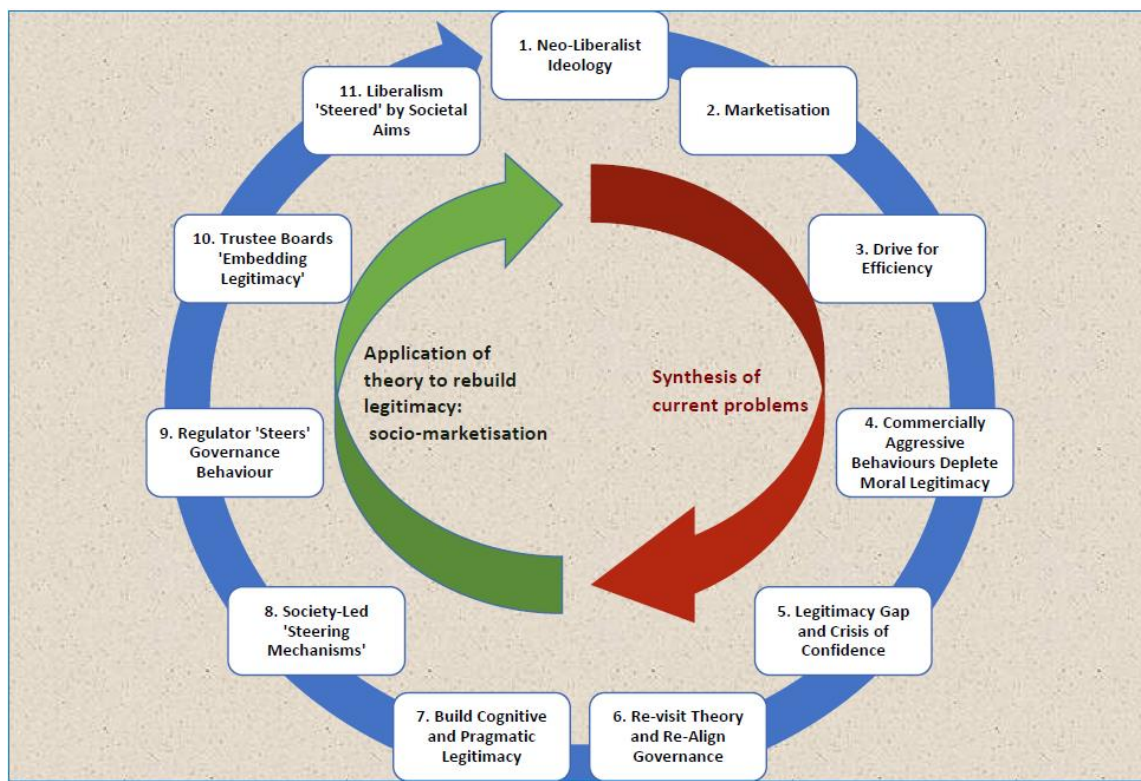 1. Neo-Liberalist
Ideology
2. Marketisation
3. Drive for
Efficiency
4. Commercially
Aggressive
Behaviours Deplete
Moral Legitimacy
5. Legitimacy Gap
and Crisis of
Confidence
6. Re-visit Theory
and Re-Align
Governance
7. Build Cognitive
and Pragmatic
Legitimacy
8. Society-Led
'Steering
Mechanisms'
9. Regulator 'Steers'
Governance
Behaviour
10. Trustee Boards
'Embedding
Legitimacy'
11. Liberalism
'Steered' by Societal
Aims
Application of
theory to rebuild
legitimacy:
socio-marketisation
Synthesis of
current problems